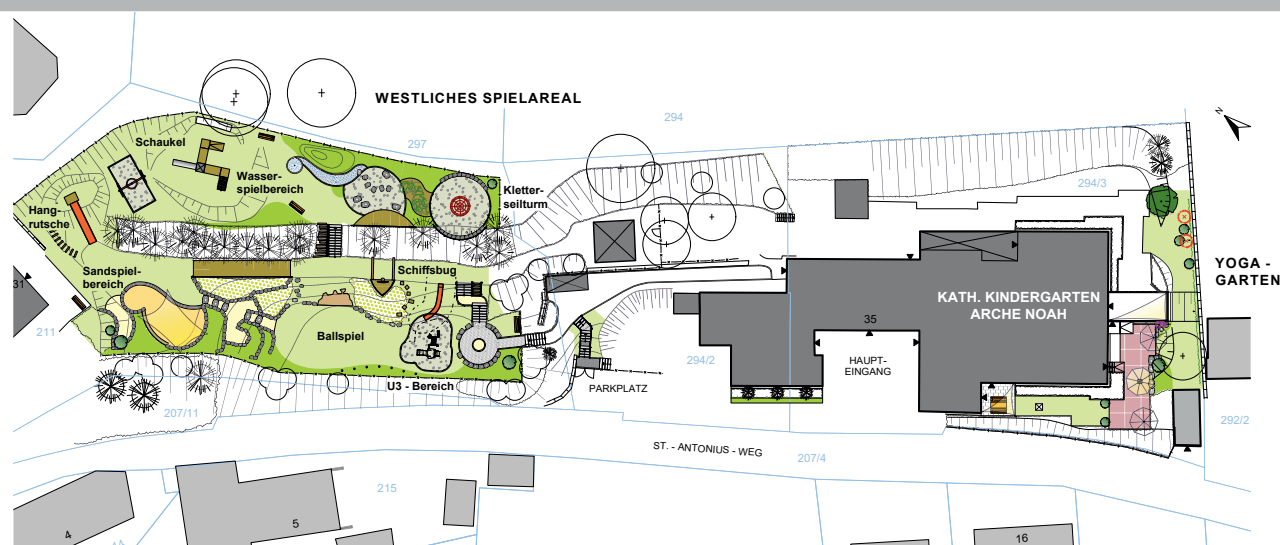 WESTLICHES SPIELAREAL
294
297
Schaukel
Wasser-
spielbereich
Kletter-
seilturm
Hang-
rutsche
Sandspiel-
bereich
Schiffsbug
Ballspiel
U3 - Bereich
31
211
207/11
294/3
N
YOGA -
GARTEN
KATH. KINDERGARTEN
ARCHE NOAH
35
HAUPT-
EINGANG
294/2
PARKPLATZ
ST. - ANTONIUS - WEG
207/4
292/2
215
4
5
16